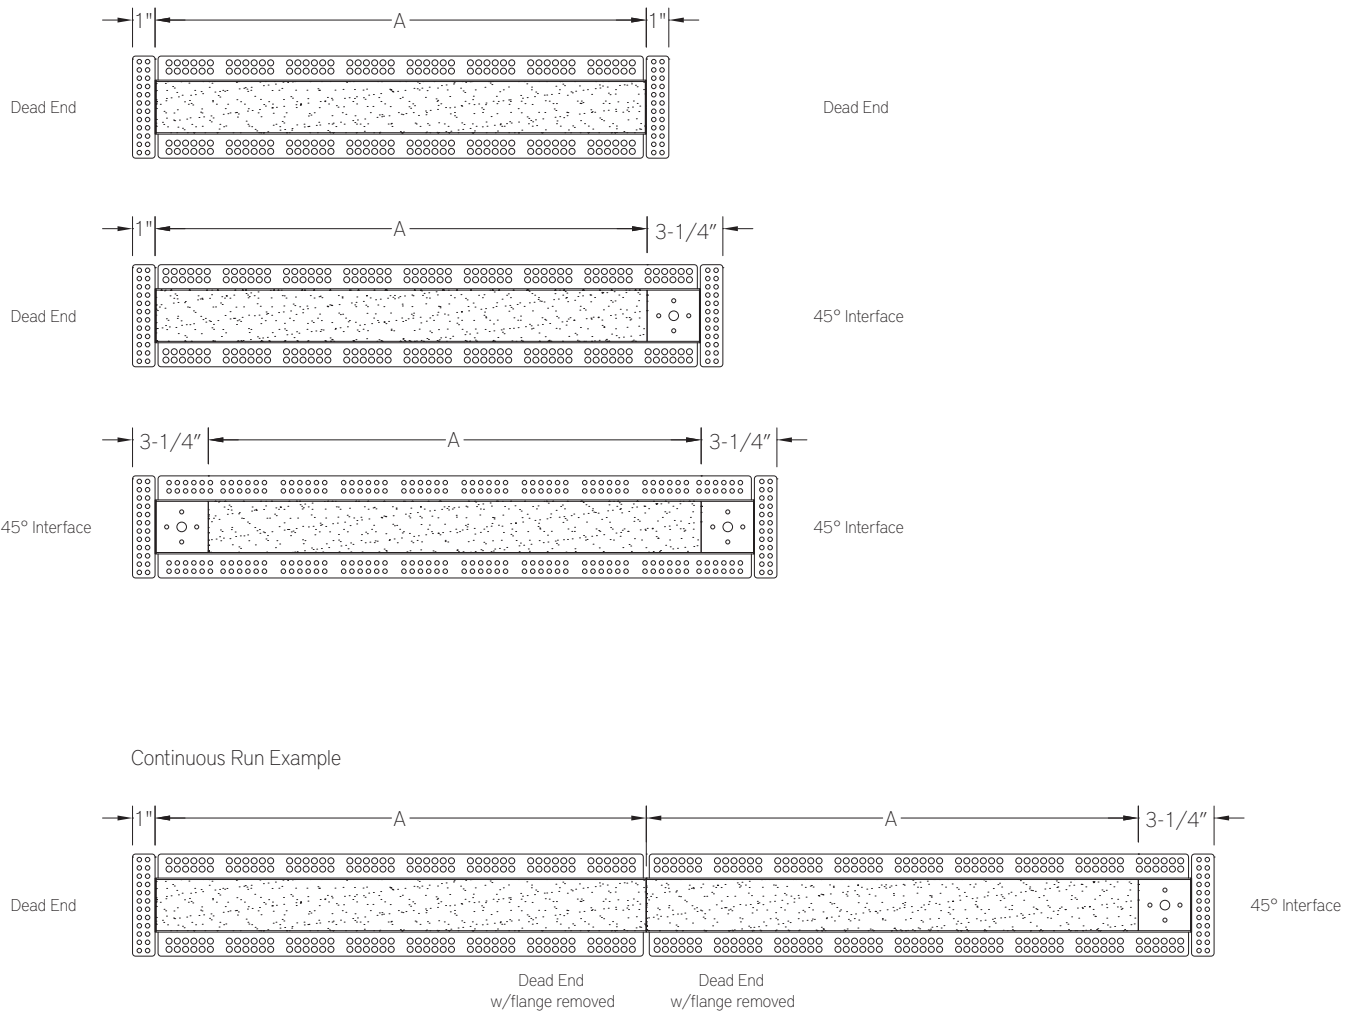 1" A 1"
Dead End Dead End
1" A 3-1/4"
Dead End 45° Interface
3-1/4" A 3-1/4"
45° Interface 45° Interface
Continuous Run Example
1" A A 3-1/4"
Dead End 45° Interface
Dead End Dead End
w/flange removed w/flange removed